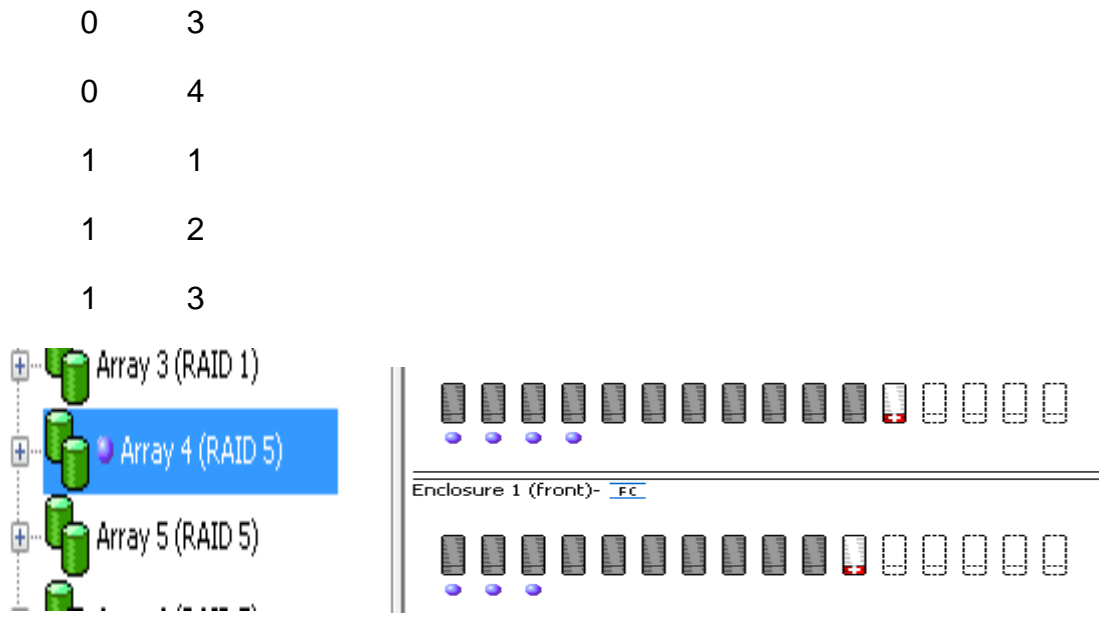 0 3
0 4
1 1
1 2
1 3
Array 3 (RAID 1)
Array 4 (RAID 5)
Array 5 (RAID 5)
Enclosure 1 (front)- FC